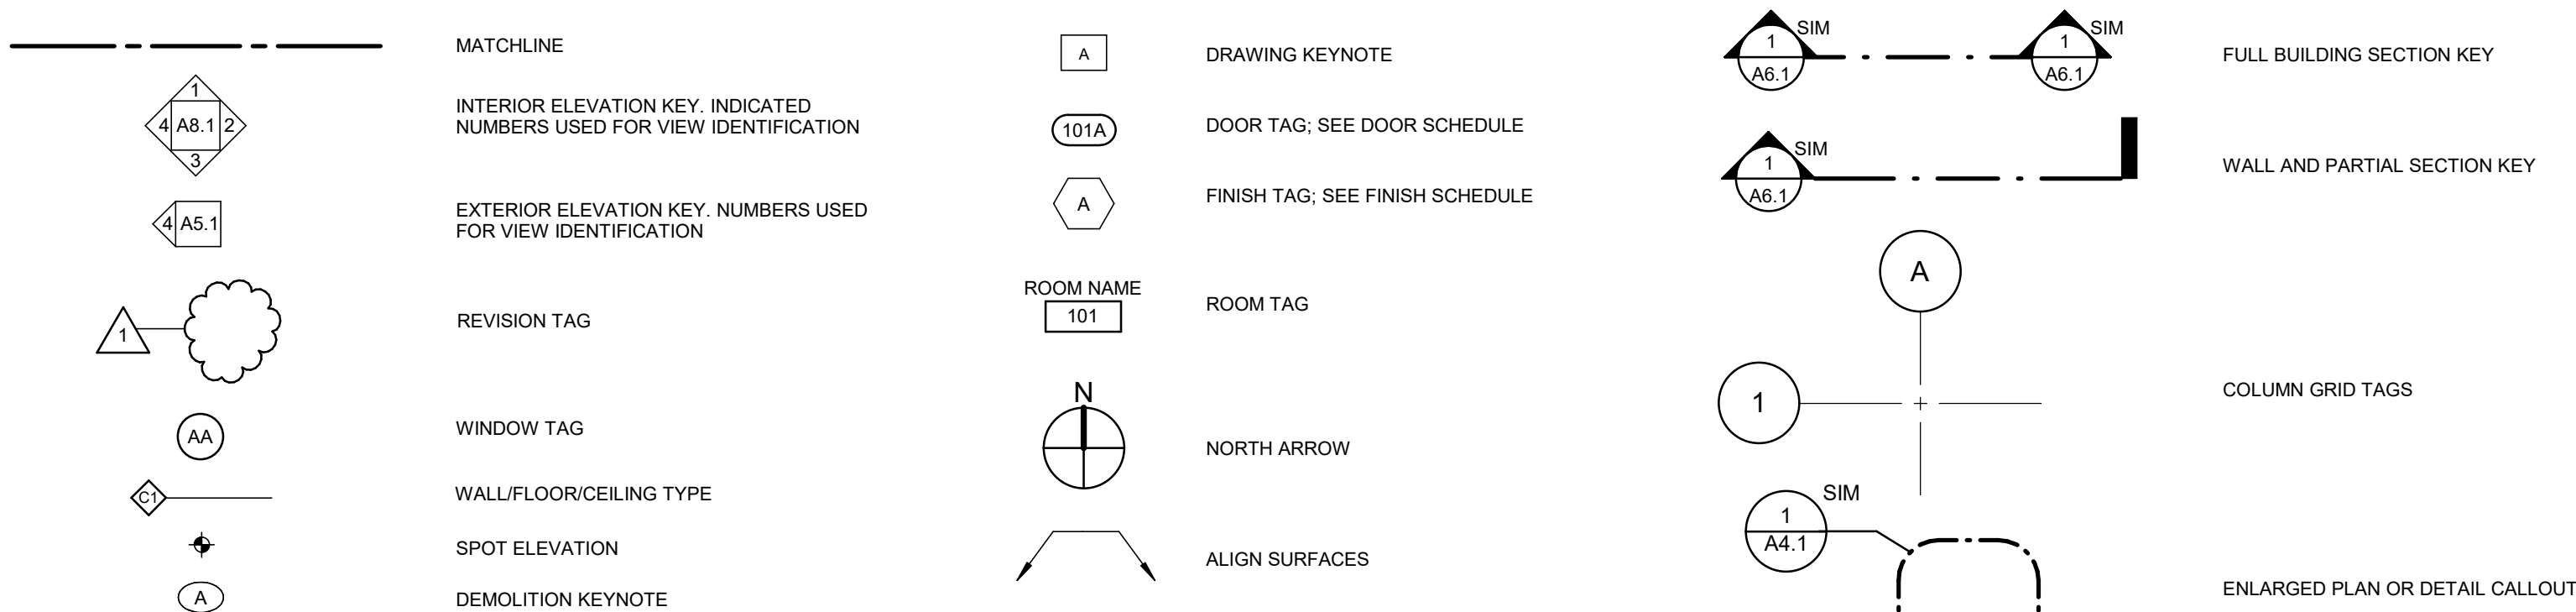 MATCHLINE
1
4 A8.1 2
3
INTERIOR ELEVATION KEY. INDICATED
NUMBERS USED FOR VIEW IDENTIFICATION
4 A5.1
EXTERIOR ELEVATION KEY. NUMBERS USED
FOR VIEW IDENTIFICATION
1
REVISION TAG
AA
WINDOW TAG
C1
WALL/FLOOR/CEILING TYPE
SPOT ELEVATION
A
DEMOLITION KEYNOTE
A
DRAWING KEYNOTE
101A
DOOR TAG; SEE DOOR SCHEDULE
A
FINISH TAG; SEE FINISH SCHEDULE
ROOM NAME
101
ROOM TAG
N
NORTH ARROW
ALIGN SURFACES
SIM
1
A6.1
SIM
1
A6.1
FULL BUILDING SECTION KEY
SIM
1
A6.1
WALL AND PARTIAL SECTION KEY
A
1
COLUMN GRID TAGS
SIM
1
A4.1
ENLARGED PLAN OR DETAIL CALLOUT